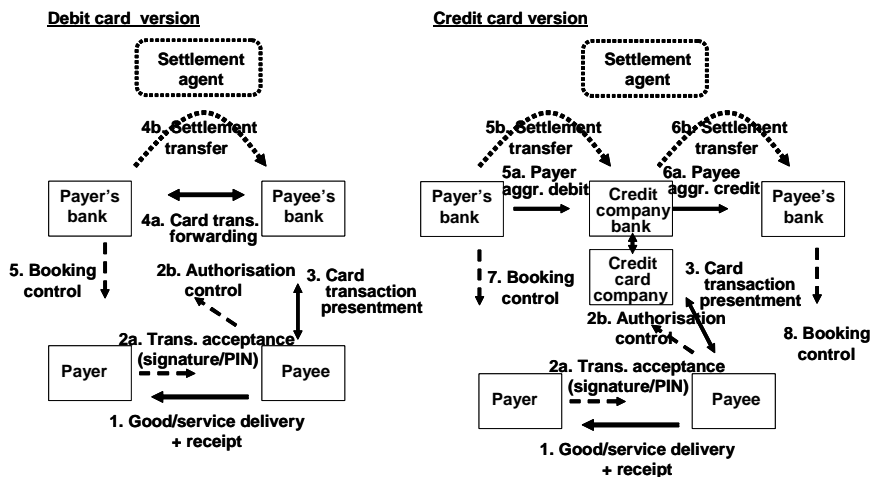 Debit card version
Settlement
agent
4b. Settlement
transfer
Payer's
bank
Payee's
bank
4a. Card trans.
forwarding
5. Booking
control
2b. Authorisation
control
3. Card
transaction
presentment
2a. Trans. acceptance
(signature/PIN)
Payer
Payee
1. Good/service delivery
+ receipt
Credit card version
Settlement
agent
5b. Settlement
transfer
6b. Settlement
transfer
5a. Payer
aggr. debit
6a. Payee
aggr. credit
Payer's
bank
Credit
company
bank
Payee's
bank
Credit
card
company
7. Booking
control
3. Card
transaction
presentment
2b. Authorisation
control
8. Booking
control
2a. Trans. acceptance
(signature/PIN)
Payer
Payee
1. Good/service delivery
+ receipt